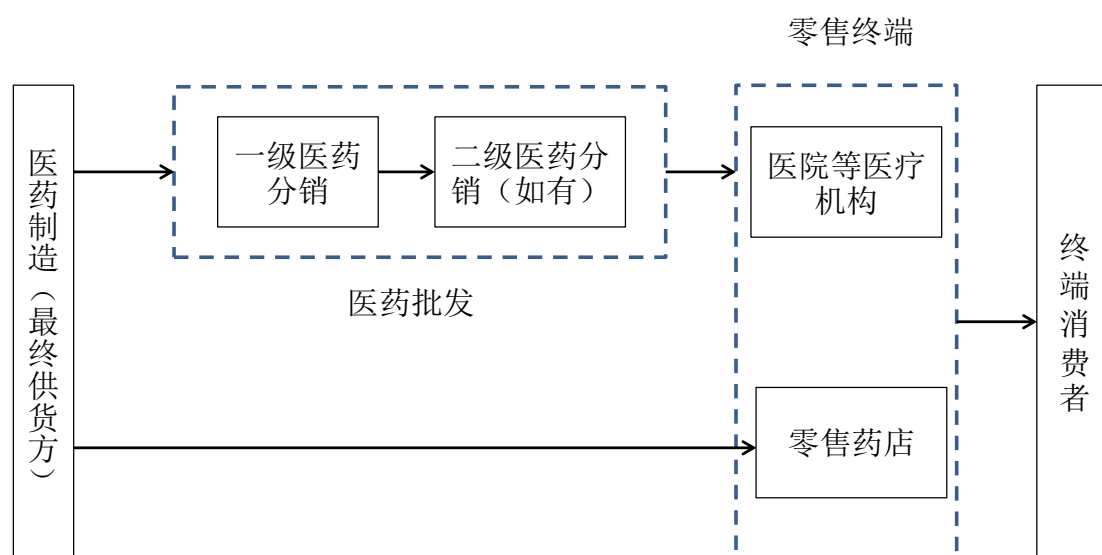 零售终端
医药制造（最终供货方）
一级医药
分销
二级医药分
销（如有）
医药批发
医院等医疗
机构
零售药店
终端消费者